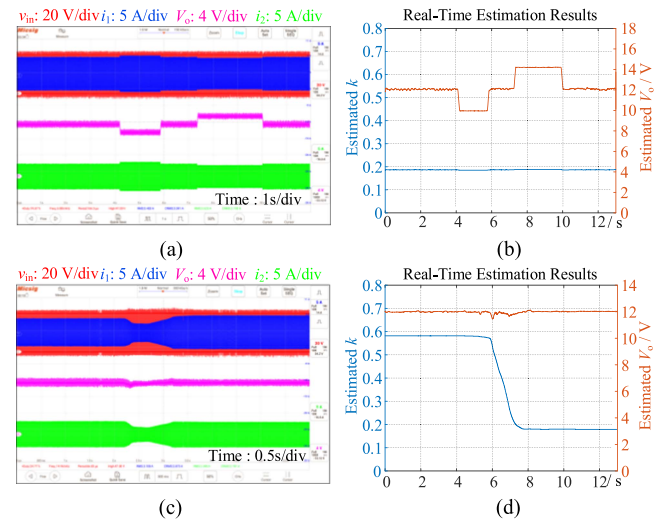 vin: 20 V/div i1: 5 A/div Vo: 4 V/div i2: 5 A/div
Micsig
Time : 1s/div
(a)
Real-Time Estimation Results
Estimated k
0.8
0.7
0.6
0.5
0.4
0.3
0.2
0.1
0
0 2 4 6 8 10 12/ s
18
16
14
12
10
8
6
4
2
0
Estimated Vo / V
(b)
vin: 20 V/div i1: 5 A/div Vo: 4 V/div i2: 5 A/div
Micsig
Time : 0.5s/div
(c)
Real-Time Estimation Results
Estimated k
0.8
0.7
0.6
0.5
0.4
0.3
0.2
0.1
0
0 2 4 6 8 10 12/ s
14
12
10
8
6
4
2
0
Estimated Vo / V
(d)